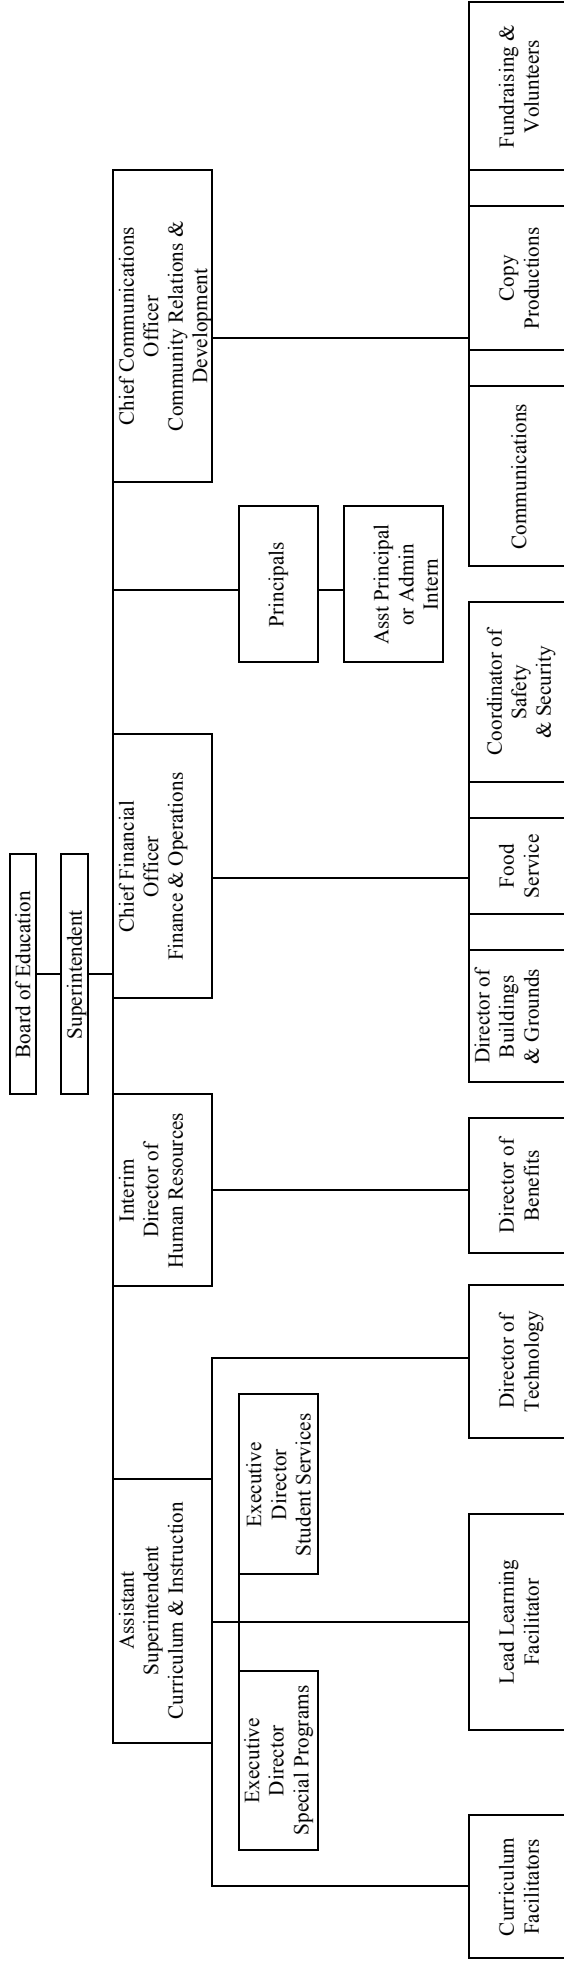 Board of Education
Superintendent
Assistant
Superintendent
Curriculum & Instruction
Interim
Director of
Human Resources
Chief Financial
Officer
Finance & Operations
Chief Communications
Officer
Community Relations &
Development
Executive
Director
Special Programs
Executive
Director
Student Services
Principals
Asst Principal
or Admin
Intern
Curriculum
Facilitators
Lead Learning
Facilitator
Director of
Technology
Director of
Benefits
Director of
Buildings
& Grounds
Food
Service
Coordinator of
Safety
& Security
Communications
Copy
Productions
Fundraising &
Volunteers